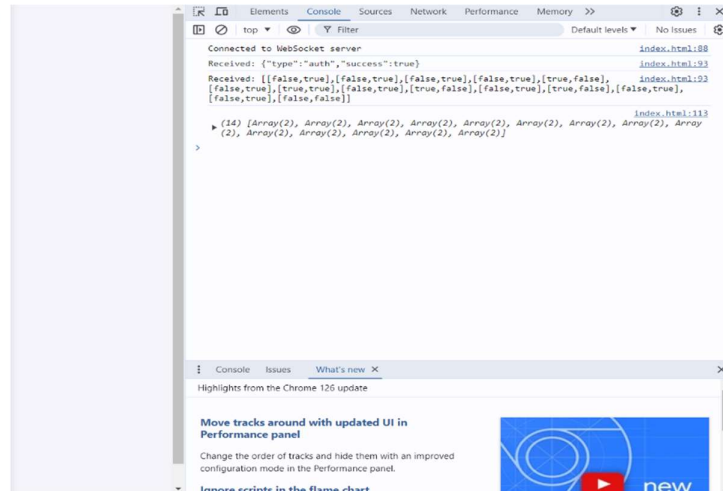 Elements Console Sources Network Performance Memory
top Filter Default levels No Issues
Connected to WebSocket server index.html:88
Received: {"type":"auth","success":true} index.html:93
Received: [[false,true],[false,true],[false,true],[false,true],[true,false], index.html:93
[false,true],[true,true],[false,true],[true,false],[false,true],[true,false],[false,true],
[false,true],[false,false]]
index.html:113
(14) [Array(2), Array(2), Array(2), Array(2), Array(2), Array(2), Array(2), Array(2), Array
(2), Array(2), Array(2), Array(2), Array(2), Array(2)]
Console Issues What's new
Highlights from the Chrome 126 update
Move tracks around with updated UI in
Performance panel
Change the order of tracks and hide them with an improved
configuration mode in the Performance panel.
Ignore scripts in the flame chart
new